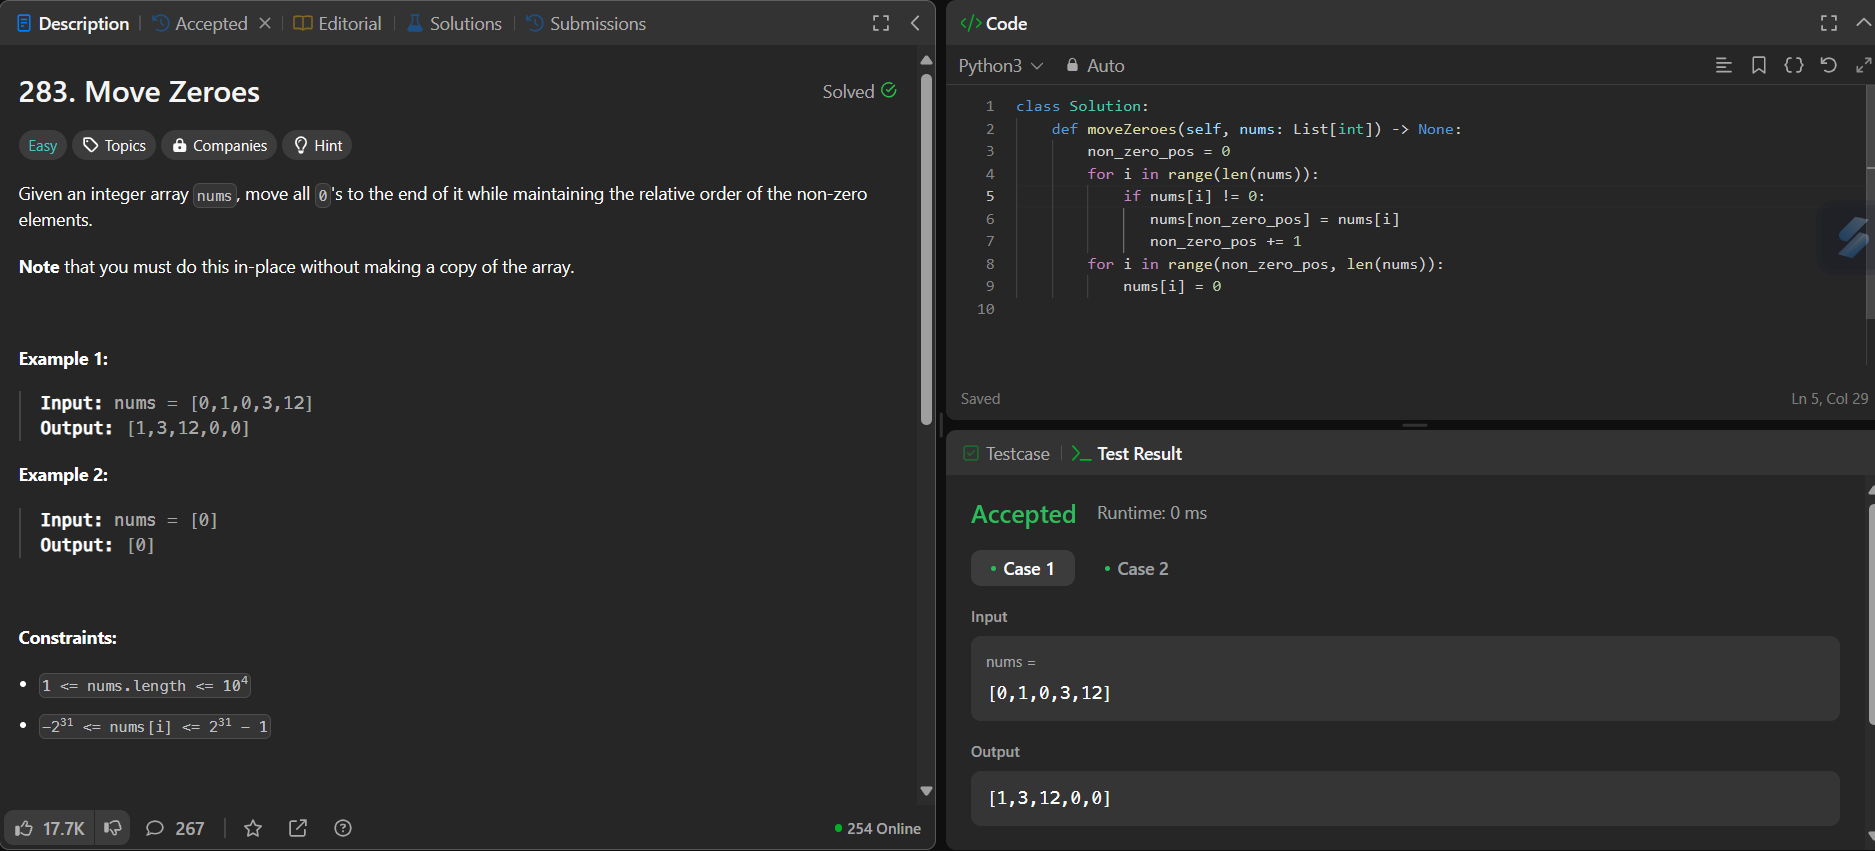 Description
Accepted
Editorial
Solutions
Submissions
283. Move Zeroes
Solved
Easy
Topics
Companies
Hint
Given an integer array nums, move all 0's to the end of it while maintaining the relative order of the non-zero
elements.
Note that you must do this in-place without making a copy of the array.
Example 1:
Input: nums = [0,1,0,3,12]
Output: [1,3,12,0,0]
Example 2:
Input: nums = [0]
Output: [0]
Constraints:
• 1 <= nums.length <= 10⁴
• -2³¹ <= nums[i] <= 2³¹ - 1
17.7K
267
254 Online
</> Code
Python3
Auto
1 class Solution:
2     def moveZeroes(self, nums: List[int]) -> None:
3         non_zero_pos = 0
4         for i in range(len(nums)):
5             if nums[i] != 0:
6                nums[non_zero_pos] = nums[i]
7                non_zero_pos += 1
8         for i in range(non_zero_pos, len(nums)):
9             nums[i] = 0
10
Saved
Ln 5, Col 29
Testcase
Test Result
Accepted
Runtime: 0 ms
• Case 1
• Case 2
Input
nums =
[0,1,0,3,12]
Output
[1,3,12,0,0]